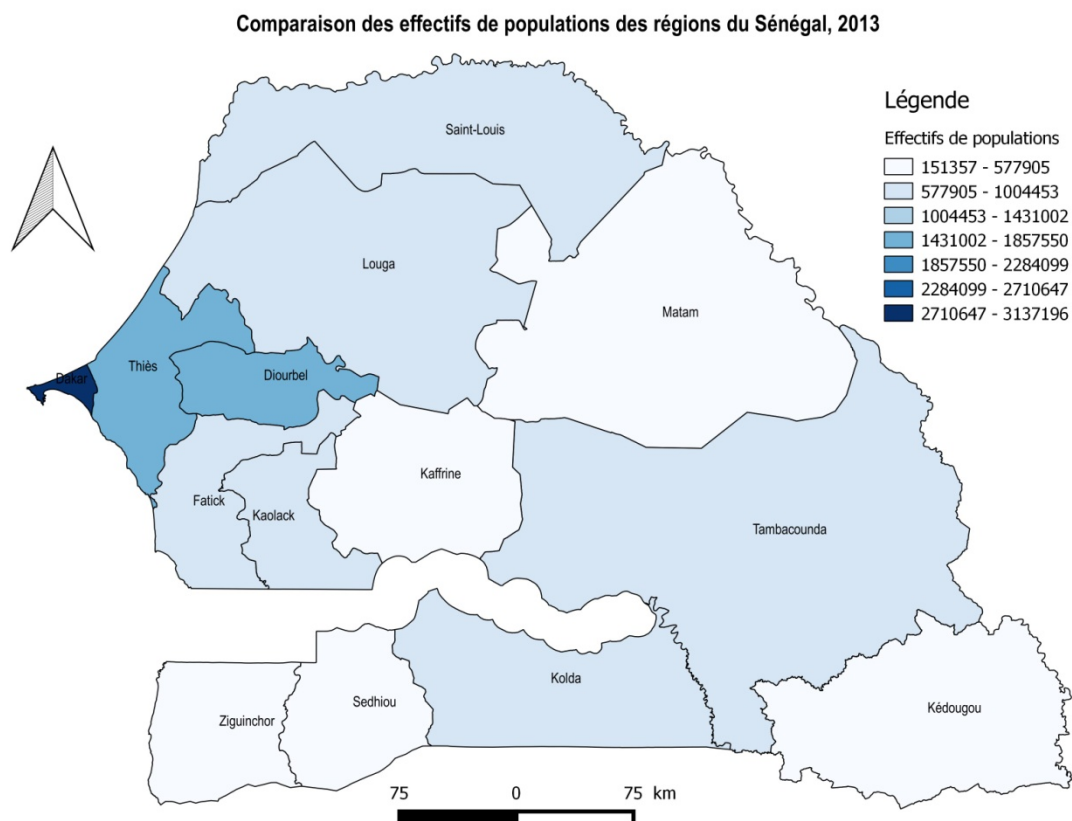 Comparaison des effectifs de populations des régions du Sénégal, 2013
Légende
Effectifs de populations
151357 - 577905
577905 - 1004453
1004453 - 1431002
1431002 - 1857550
1857550 - 2284099
2284099 - 2710647
2710647 - 3137196
Saint-Louis
Louga
Matam
Thiès
Dakar
Diourbel
Kaffrine
Fatick
Kaolack
Tambacounda
Kolda
Sedhiou
Ziguinchor
Kédougou
75 0 75 km